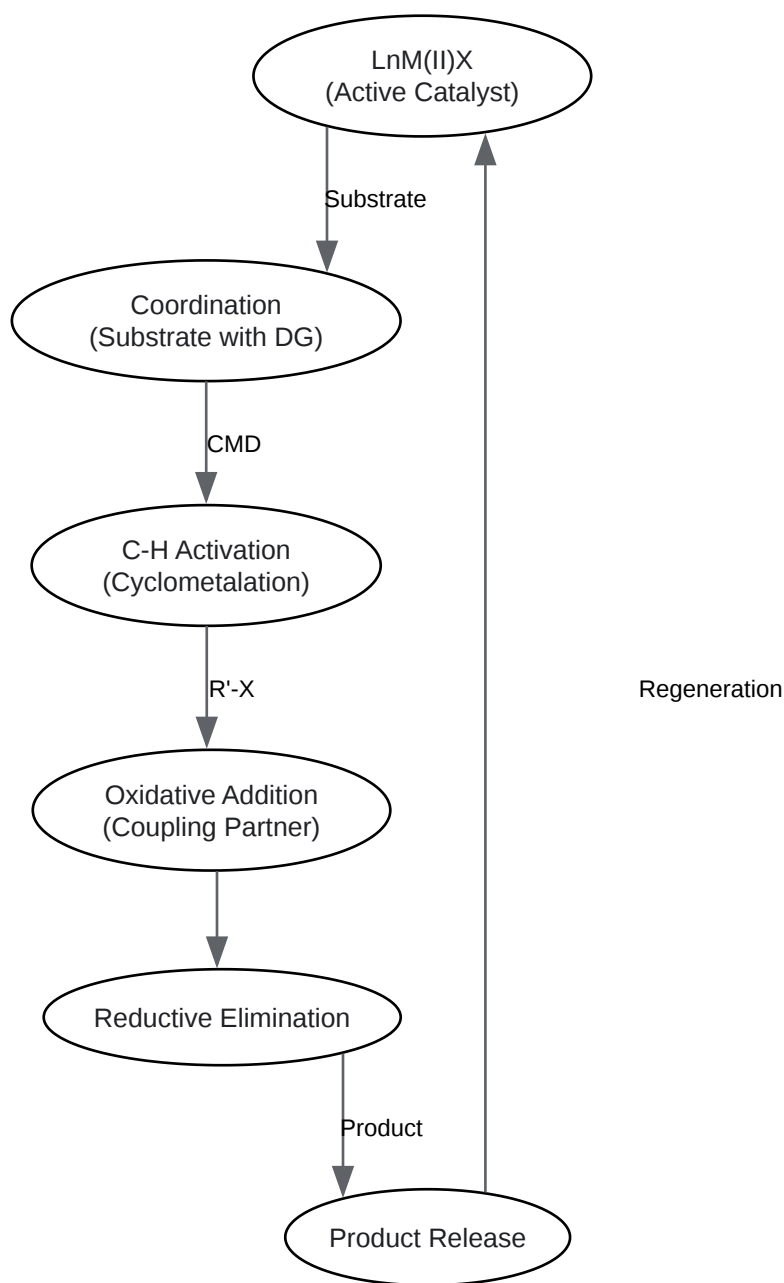 LnM(II)X
(Active Catalyst)
Substrate
Coordination
(Substrate with DG)
CMD
C-H Activation
(Cyclometalation)
R'-X
Regeneration
Oxidative Addition
(Coupling Partner)
Reductive Elimination
Product
Product Release